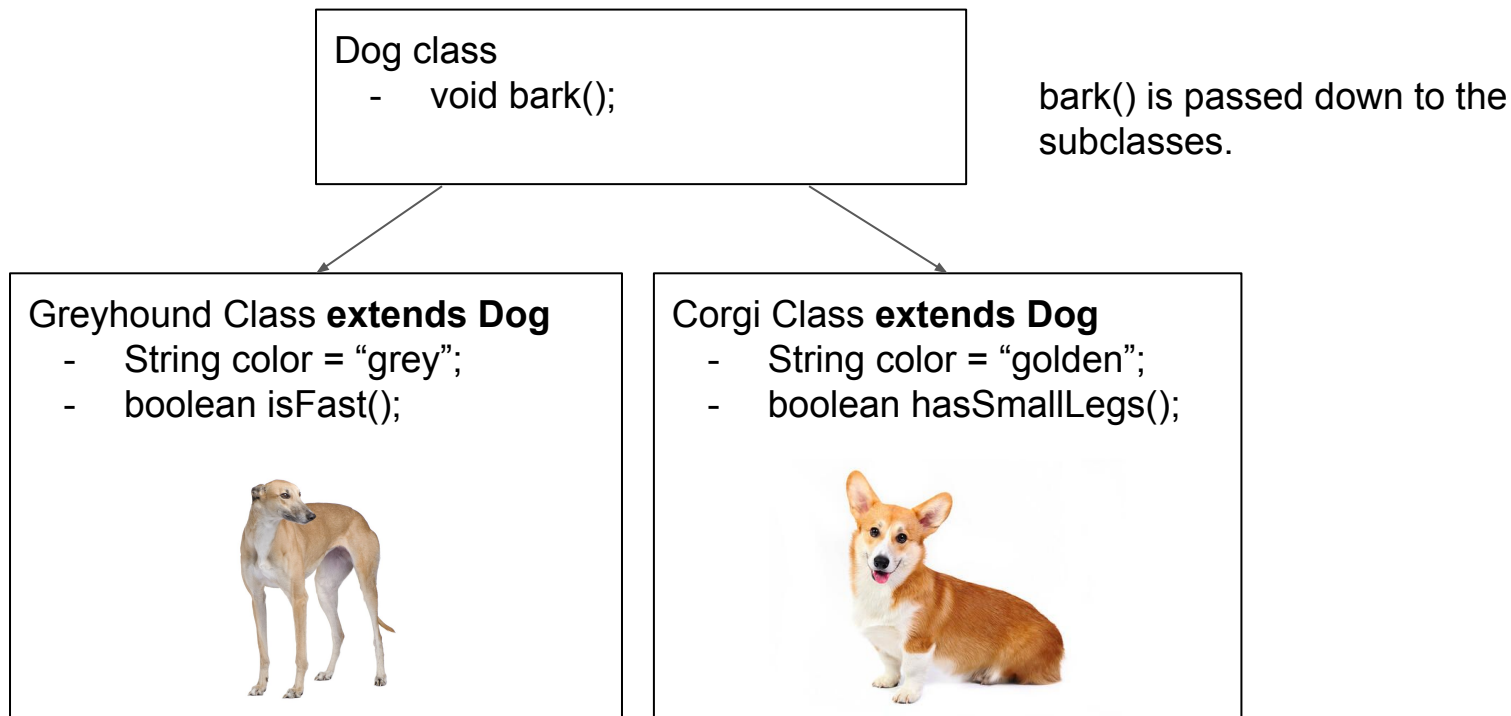 Dog class
- void bark();
bark() is passed down to the
subclasses.
Greyhound Class extends Dog
- String color = “grey”;
- boolean isFast();
Corgi Class extends Dog
- String color = “golden”;
- boolean hasSmallLegs();